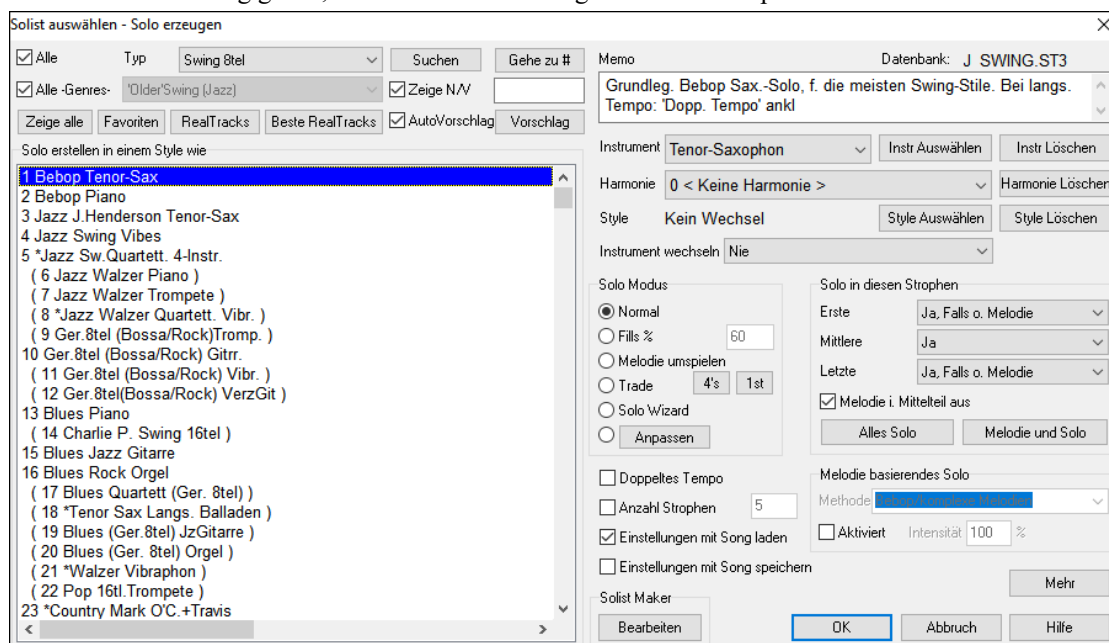 Solist auswählen - Solo erzeugen
Alle Typ Swing 8tel Suchen Gehe zu #
Alle -Genres- 'Older'Swing (Jazz) Zeige N/V
Zeige alle Favoriten RealTracks Beste RealTracks AutoVorschlag Vorschlag
Solo erstellen in einem Style wie
1 Bebop Tenor-Sax
2 Bebop Piano
3 Jazz J.Henderson Tenor-Sax
4 Jazz Swing Vibes
5 *Jazz Sw.Quartett. 4-Instr.
( 6 Jazz Walzer Piano )
( 7 Jazz Walzer Trompete )
( 8 *Jazz Walzer Quartett. Vibr. )
( 9 Ger.8tel (Bossa/Rock)Tromp. )
10 Ger.8tel (Bossa/Rock) Gitrr.
( 11 Ger.8tel (Bossa/Rock) Vibr. )
( 12 Ger.8tel(Bossa/Rock) VerzGit )
13 Blues Piano
( 14 Charlie P. Swing 16tel )
15 Blues Jazz Gitarre
16 Blues Rock Orgel
( 17 Blues Quartett (Ger. 8tel) )
( 18 *Tenor Sax Langs. Balladen )
( 19 Blues (Ger.8tel) JzGitarre )
( 20 Blues (Ger. 8tel) Orgel )
( 21 *Walzer Vibraphon )
( 22 Pop 16tl.Trompete )
23 *Country Mark O'C.+Travis
Memo Datenbank: J SWING.ST3
Grundleg. Bebop Sax.-Solo, f. die meisten Swing-Stile. Bei langs.
Tempo: 'Dopp. Tempo' ankl
Instrument Tenor-Saxophon Instr Auswählen Instr Löschen
Harmonie 0 < Keine Harmonie > Harmonie Löschen
Style Kein Wechsel Style Auswählen Style Löschen
Instrument wechseln Nie
Solo Modus
Normal
Fills % 60
Melodie umspielen
Trade 4's 1st
Solo Wizard
Anpassen
Solo in diesen Strophen
Erste Ja, Falls o. Melodie
Mittlere Ja
Letzte Ja, Falls o. Melodie
Melodie i. Mittelteil aus
Alles Solo Melodie und Solo
Doppeltes Tempo
Anzahl Strophen 5
Einstellungen mit Song laden
Einstellungen mit Song speichern
Melodie basierendes Solo
Methode Bebop/komplexe Melodien
Aktiviert Intensität 100 %
Mehr
Solist Maker
Bearbeiten OK Abbruch Hilfe